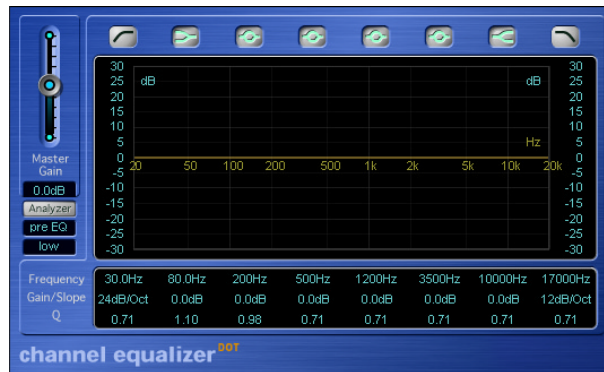 30 30
25 dB dB 25
20 20
15 15
10 10
5 Hz 5
0 0
20 50 100 200 500 1k 2k 5k 10k 20k
-5 -5
-10 -10
-15 -15
-20 -20
-25 -25
-30 -30
Master
Gain
0.0dB
Analyzer
pre EQ
low
Frequency 30.0Hz 80.0Hz 200Hz 500Hz 1200Hz 3500Hz 10000Hz 17000Hz
Gain/Slope 24dB/Oct 0.0dB 0.0dB 0.0dB 0.0dB 0.0dB 0.0dB 12dB/Oct
Q 0.71 1.10 0.98 0.71 0.71 0.71 0.71 0.71
channel equalizer DOT